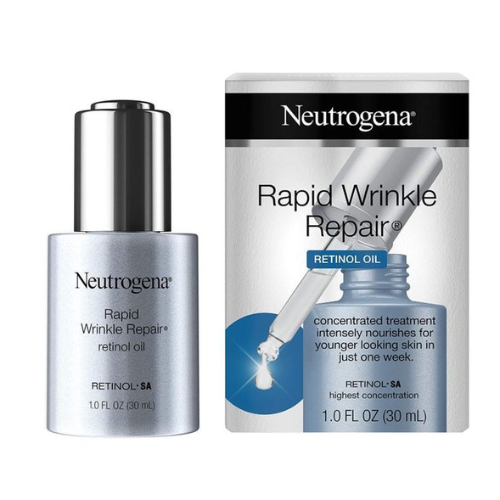 Neutrogena®
Rapid
Wrinkle Repair®
retinol oil
RETINOL•SA
1.0 FL OZ (30 mL)
Neutrogena®
Rapid Wrinkle
Repair®
RETINOL OIL
concentrated treatment
intensely nourishes for
younger looking skin in
just one week.
RETINOL•SA
highest concentration
1.0 FL OZ (30 mL)